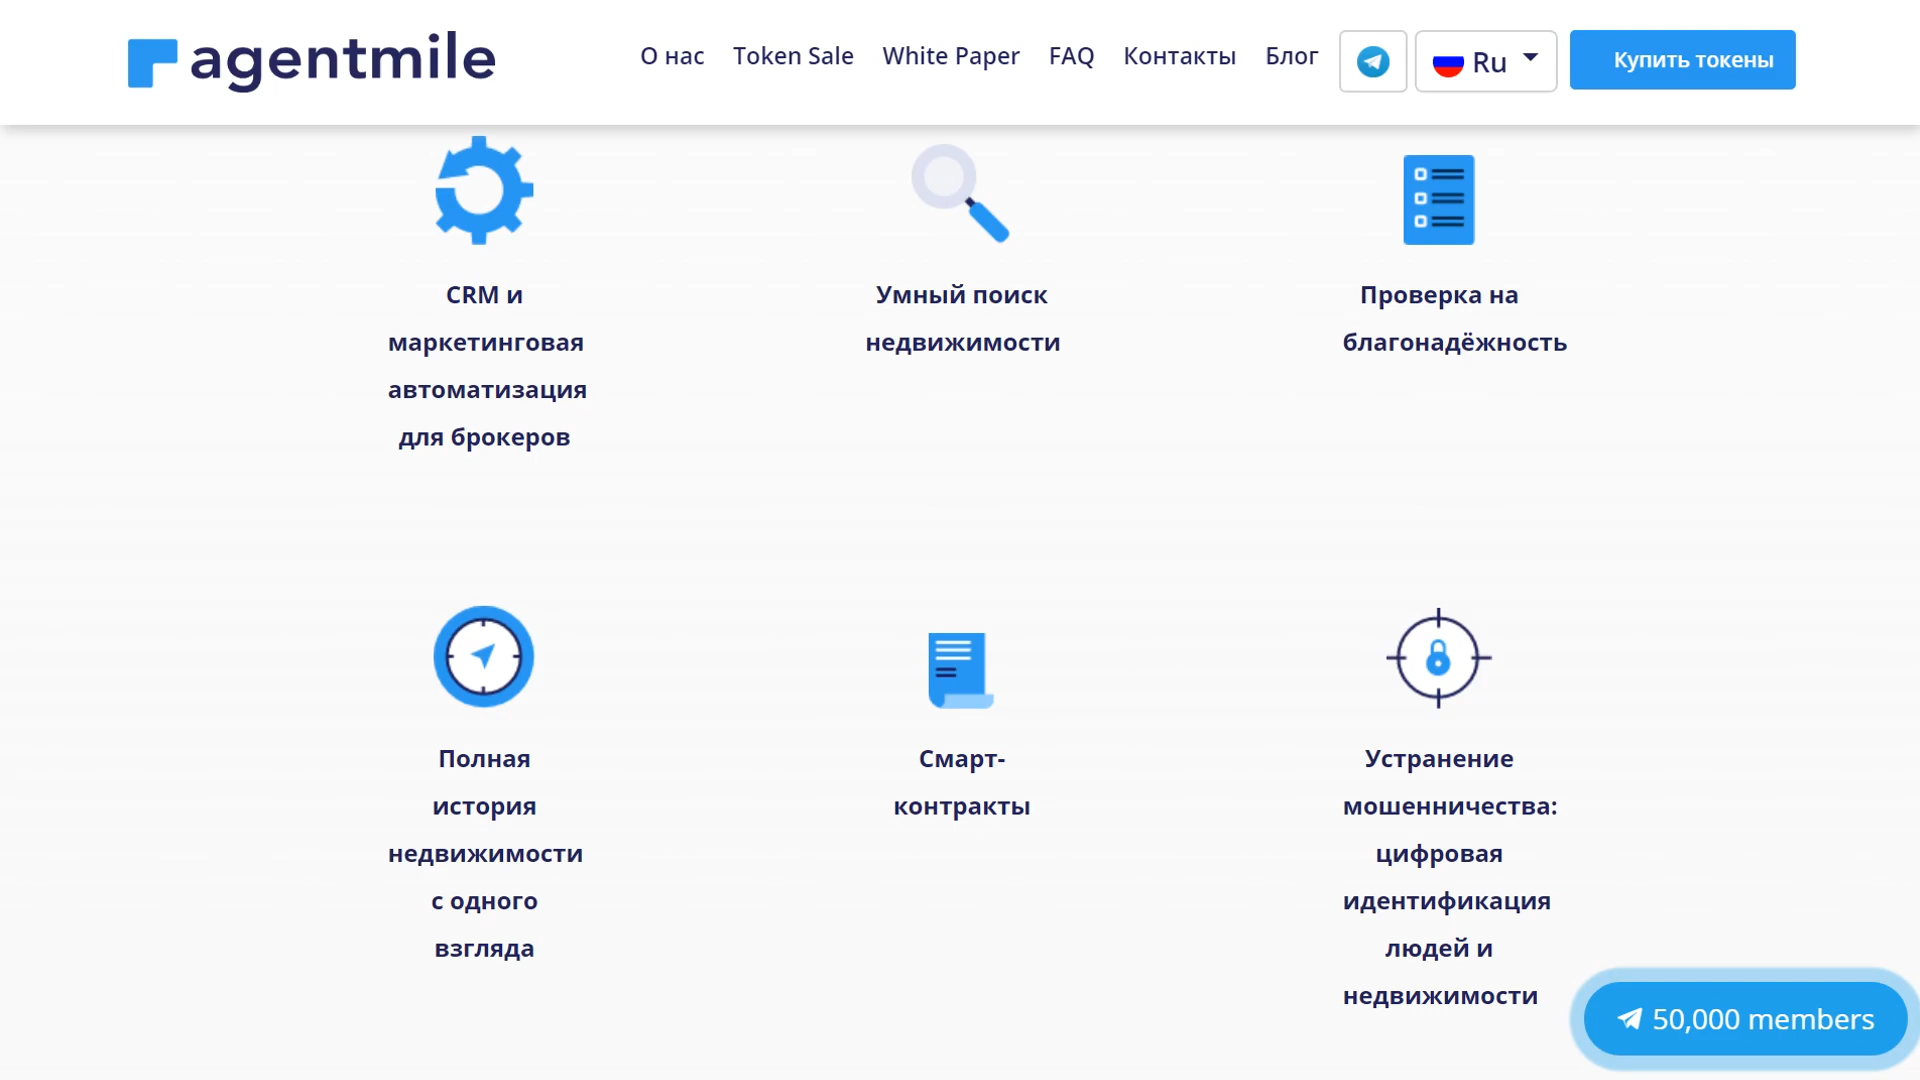 agentmile
О нас Token Sale White Paper FAQ Контакты Блог Ru Купить токены
CRM и
маркетинговая
автоматизация
для брокеров
Умный поиск
недвижимости
Проверка на
благонадёжность
Полная
история
недвижимости
с одного
взгляда
Смарт-
контракты
Устранение
мошенничества:
цифровая
идентификация
людей и
недвижимости
50,000 members